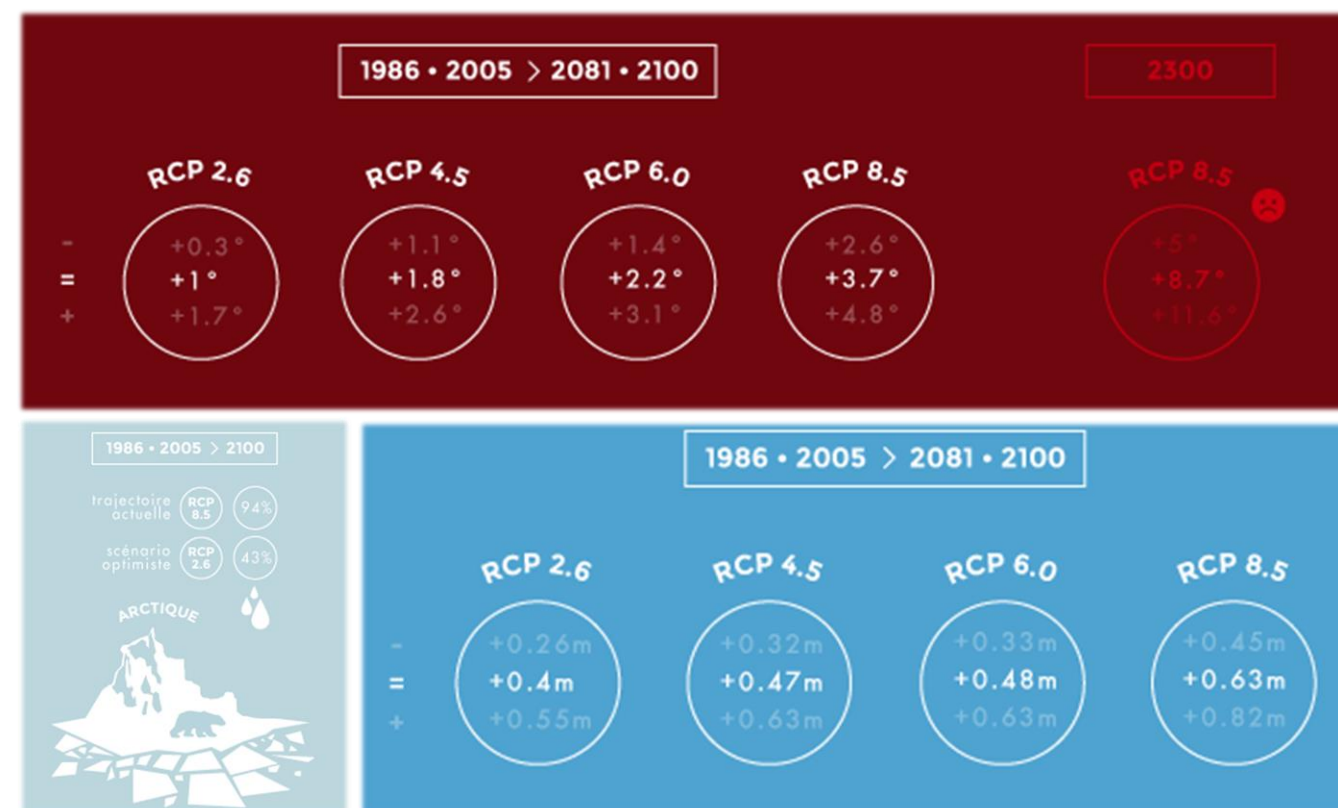 1986 • 2005 > 2081 • 2100
2300
RCP 2.6
RCP 4.5
RCP 6.0
RCP 8.5
RCP 8.5
- +0.3° +1.1° +1.4° +2.6° +5°
= +1° +1.8° +2.2° +3.7° +8.7°
+ +1.7° +2.6° +3.1° +4.8° +11.6°
1986 • 2005 > 2100
trajectoire
actuelle
RCP
8.5
94%
scénario
optimiste
RCP
2.6
43%
ARCTIQUE
1986 • 2005 > 2081 • 2100
RCP 2.6
RCP 4.5
RCP 6.0
RCP 8.5
- +0.26m +0.32m +0.33m +0.45m
= +0.4m +0.47m +0.48m +0.63m
+ +0.55m +0.63m +0.63m +0.82m